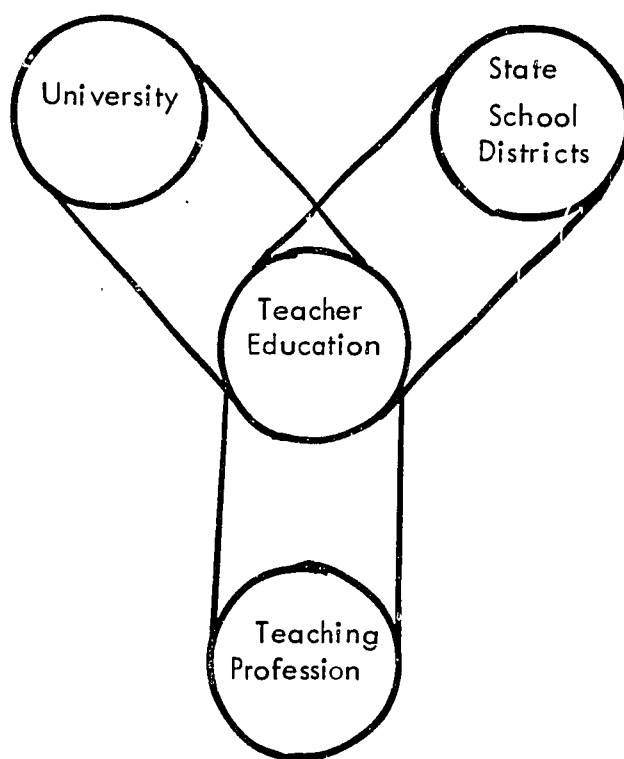 University
State
School
Districts
Teacher
Education
Teaching
Profession